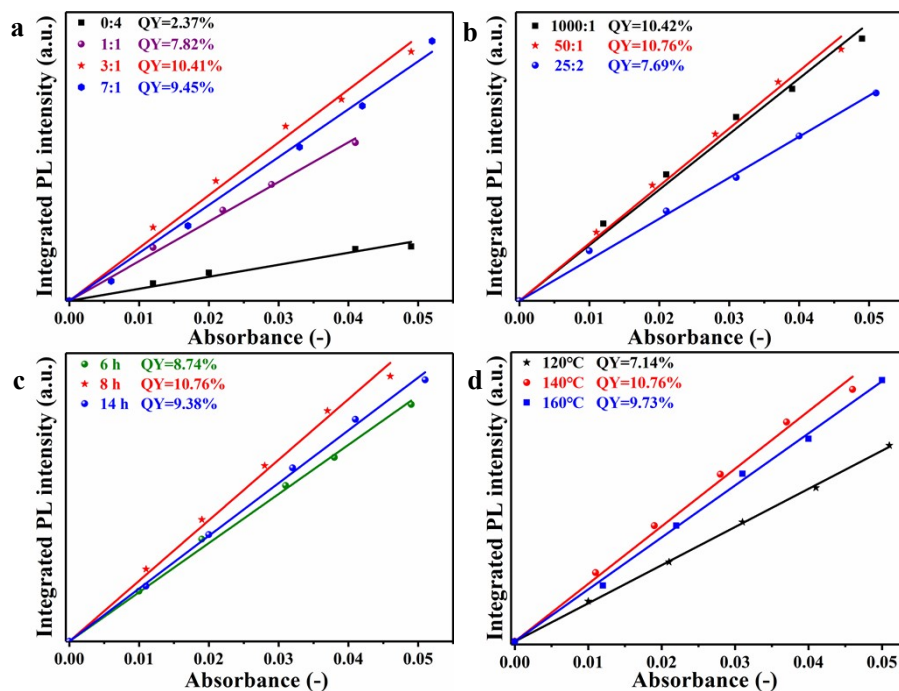 a
0:4 QY=2.37%
1:1 QY=7.82%
3:1 QY=10.41%
7:1 QY=9.45%
Integrated PL intensity (a.u.)
0.00 0.01 0.02 0.03 0.04 0.05
Absorbance (-)
b
1000:1 QY=10.42%
50:1 QY=10.76%
25:2 QY=7.69%
Integrated PL intensity (a.u.)
0.00 0.01 0.02 0.03 0.04 0.05
Absorbance (-)
c
6 h QY=8.74%
8 h QY=10.76%
14 h QY=9.38%
Integrated PL intensity (a.u.)
0.00 0.01 0.02 0.03 0.04 0.05
Absorbance (-)
d
120°C QY=7.14%
140°C QY=10.76%
160°C QY=9.73%
Integrated PL intensity (a.u.)
0.00 0.01 0.02 0.03 0.04 0.05
Absorbance (-)